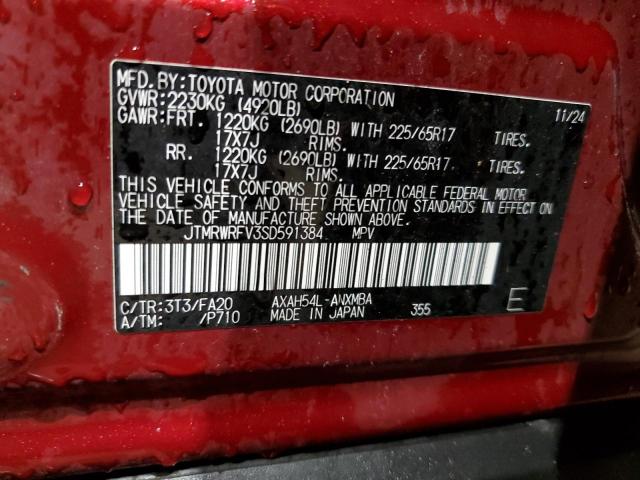 MFD.BY:TOYOTA MOTOR CORPORATION 11/24
GVWR:2230KG (4920LB)
GAWR:FRT. 1220KG (2690LB) WITH 225/65R17 TIRES.
17X7J RIMS.
RR. 1220KG (2690LB) WITH 225/65R17 TIRES.
17X7J RIMS.
THIS VEHICLE CONFORMS TO ALL APPLICABLE FEDERAL MOTOR
VEHICLE SAFETY AND THEFT PREVENTION STANDARDS IN EFFECT ON
THE DATE OF MANUFACTURE SHOWN ABOVE.
JTMRWRFV3SD591384 MPV
C/TR:3T3/FA20 AXAH54L-ANXMBA E
A/TM: /P710 MADE IN JAPAN 355